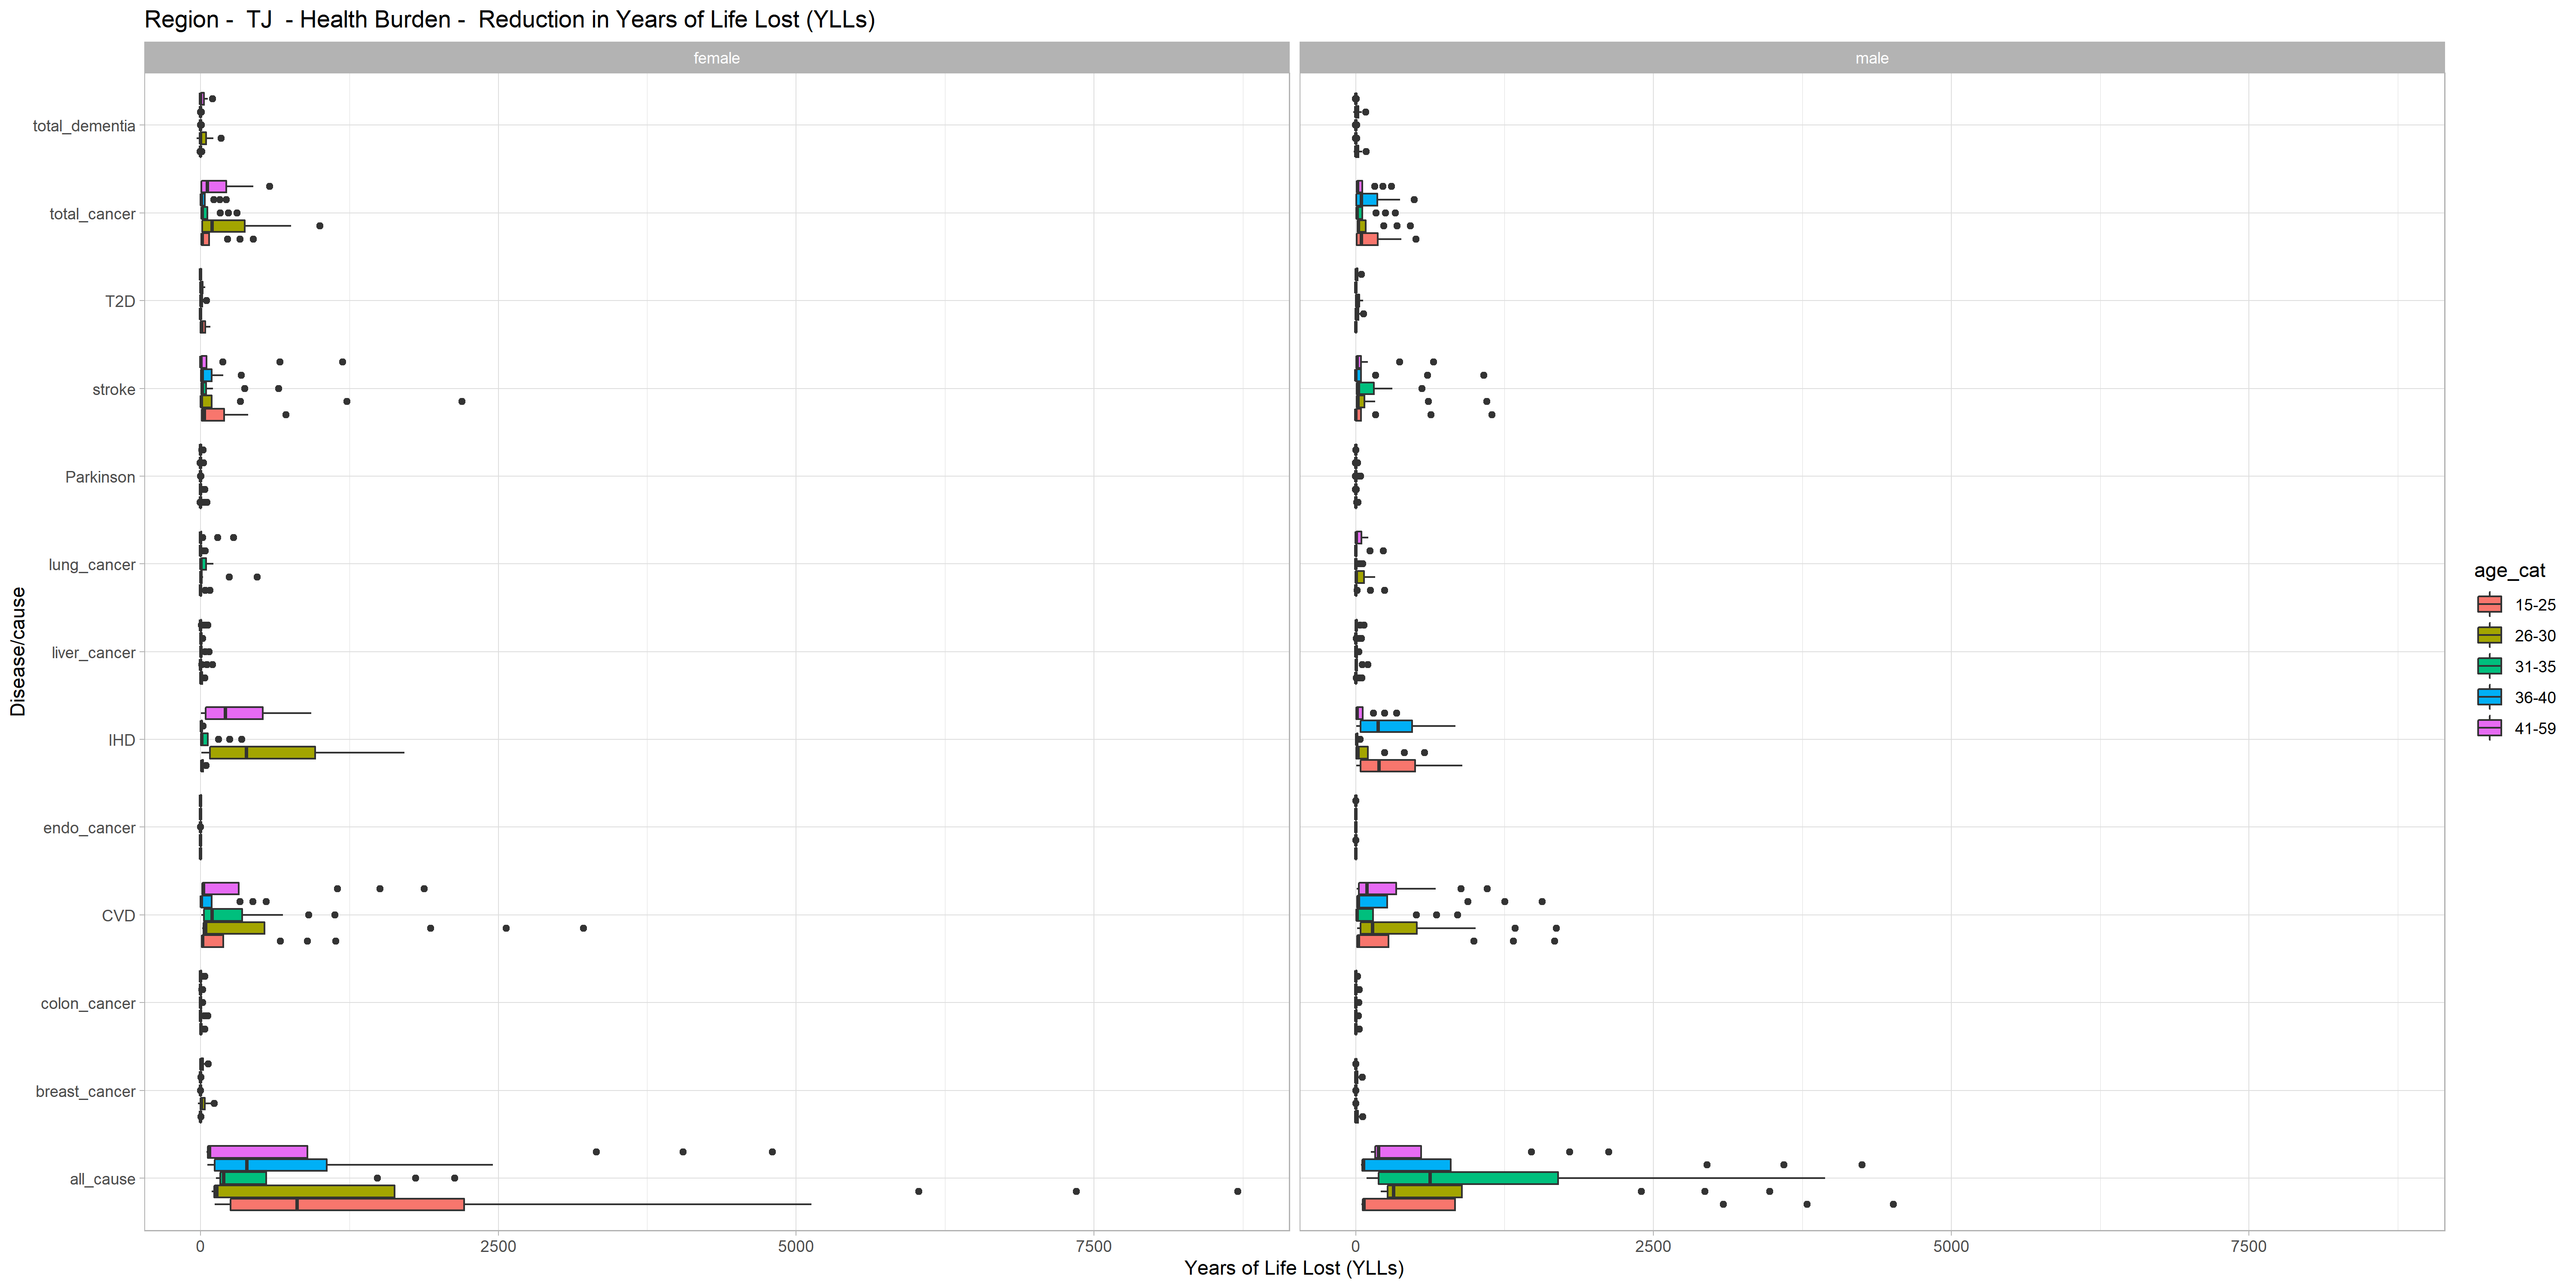 Region -  TJ  - Health Burden -  Reduction in Years of Life Lost (YLLs)
female
male
total_dementia
total_cancer
T2D
stroke
Parkinson
lung_cancer
liver_cancer
IHD
endo_cancer
CVD
colon_cancer
breast_cancer
all_cause
Disease/cause
0
2500
5000
7500
0
2500
5000
7500
Years of Life Lost (YLLs)
age_cat
15-25
26-30
31-35
36-40
41-59